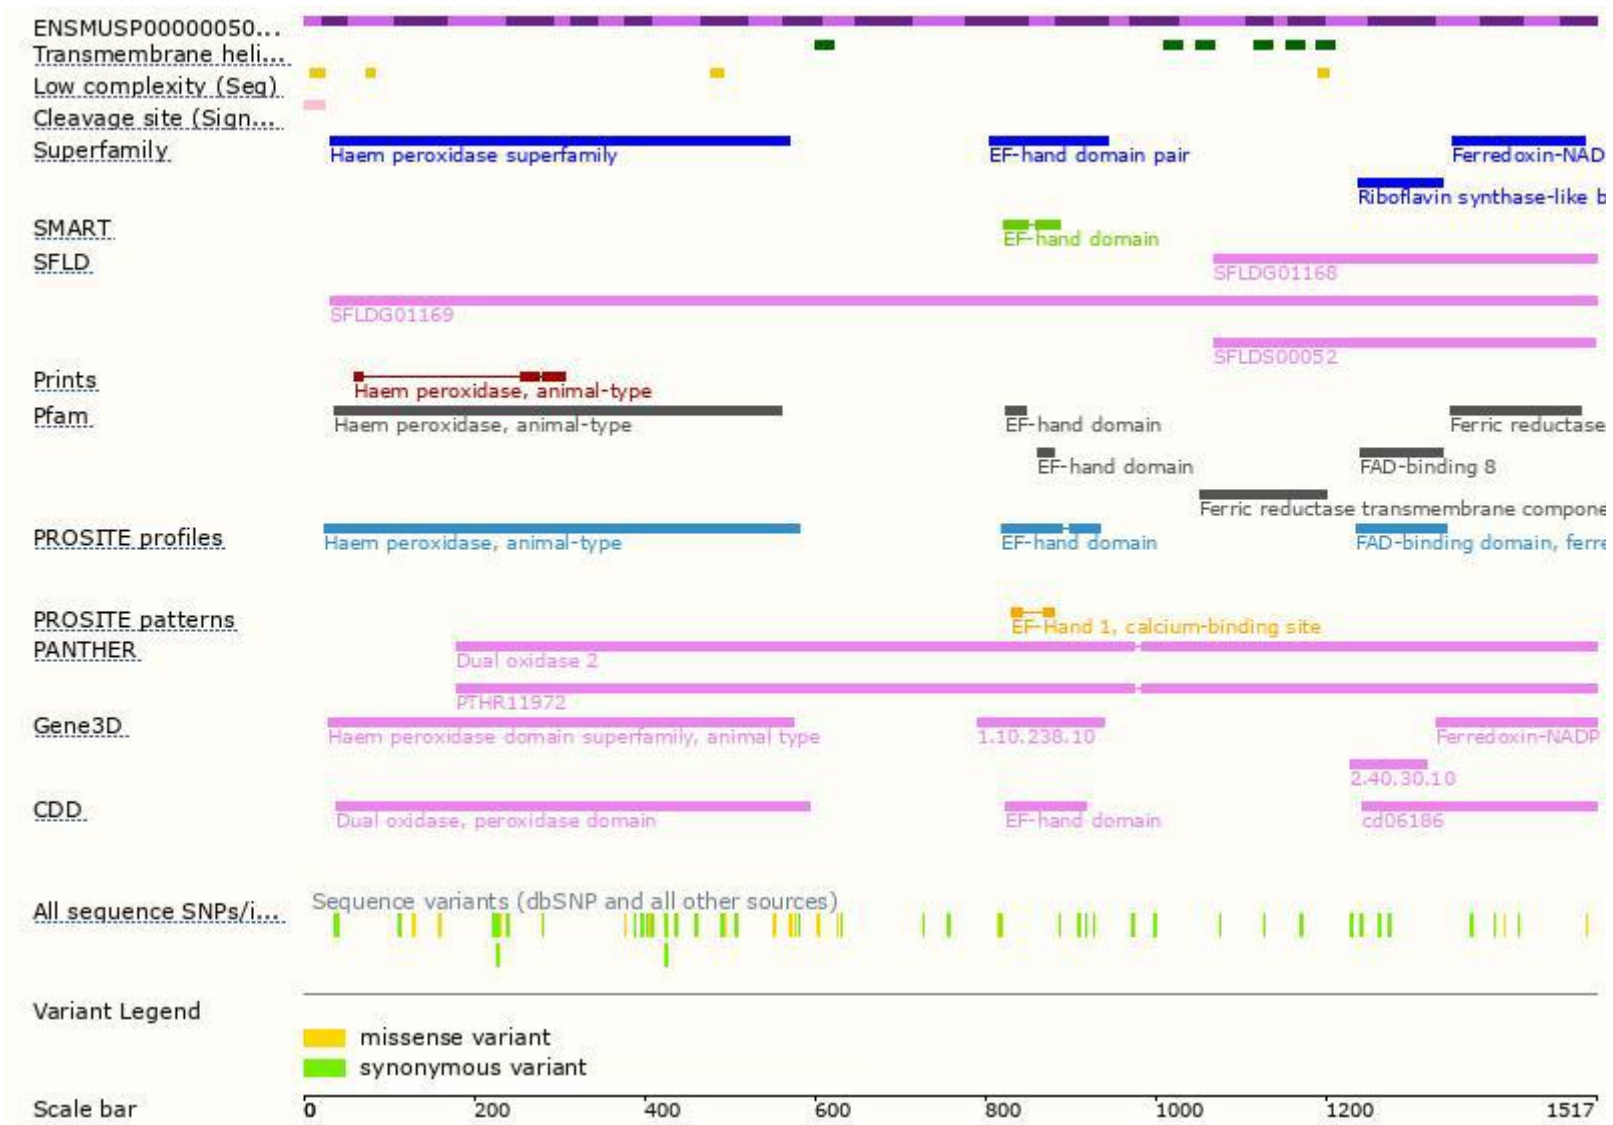 ENSMUSP00000050...
Transmembrane heli...
Low complexity (Seg)
Cleavage site (Sign...
Superfamily
Haem peroxidase superfamily
EF-hand domain pair
Ferredoxin-NAD
Riboflavin synthase-like b
SMART
EF-hand domain
SFLD
SFLDG01168
SFLDG01169
SFLDS00052
Prints
Haem peroxidase, animal-type
Pfam
Haem peroxidase, animal-type
EF-hand domain
Ferric reductase
EF-hand domain
FAD-binding 8
Ferric reductase transmembrane compone
PROSITE profiles
Haem peroxidase, animal-type
EF-hand domain
FAD-binding domain, ferre
PROSITE patterns
EF-Hand 1, calcium-binding site
PANTHER
Dual oxidase 2
PTHR11972
Gene3D
Haem peroxidase domain superfamily, animal type
1.10.238.10
Ferredoxin-NADP
2.40.30.10
CDD
Dual oxidase, peroxidase domain
EF-hand domain
cd06186
All sequence SNPs/i...
Sequence variants (dbSNP and all other sources)
Variant Legend
missense variant
synonymous variant
Scale bar
0 200 400 600 800 1000 1200 1517